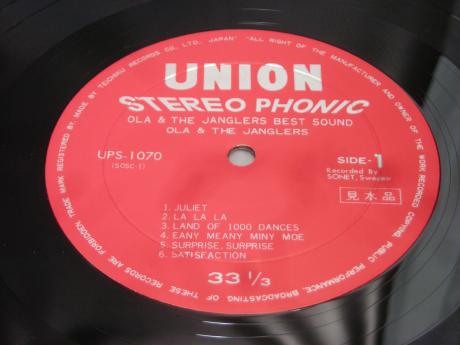 TRADE MARK REGISTERED. MADE BY TEICHIKU RECORDS CO., LTD., JAPAN "ALL RIGHT OF THE MANUFACTURER AND OWNER OF THE WORK RECORDED COPYING PUBLIC PERFORMANCE, BROADCASTING OF THESE RECORDS ARE FORBIDDEN.
UNION
STEREO PHONIC
OLA & THE JANGLERS BEST SOUND
OLA & THE JANGLERS
UPS-1070
(SOSC-1)
SIDE-1
Recorded By
SONET, Sweden
見本品
1. JULIET
2. LA LA LA
3. LAND OF 1000 DANCES
4. EANY MEANY MINY MOE
5. SURPRISE, SURPRISE
6. SATISFACTION
33 1/3